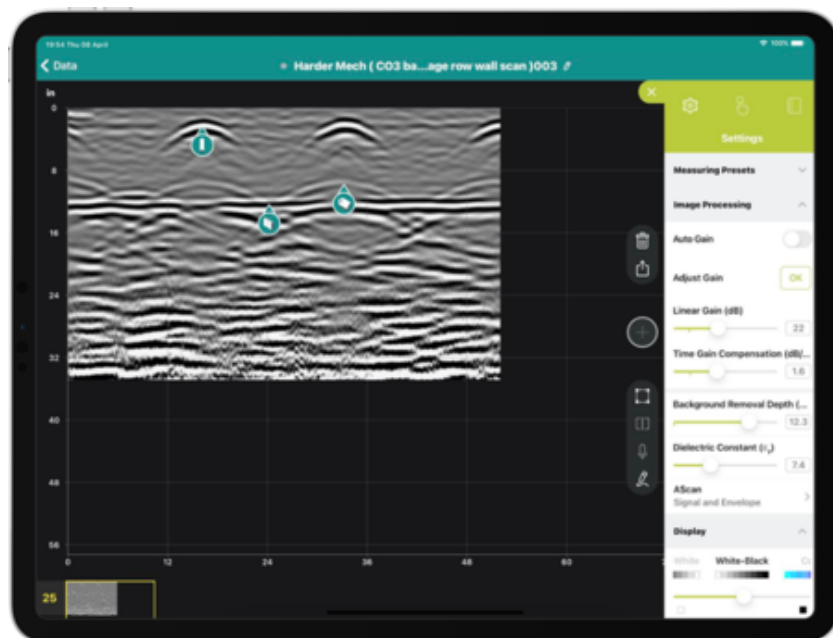 19:54 Thu 08 April
100%
Data
Harder Mech ( CO3 ba...age row wall scan )003
in
0
8
16
24
32
40
48
56
0
12
24
36
48
60
25
Settings
Measuring Presets
Image Processing
Auto Gain
Adjust Gain
OK
Linear Gain (dB)
22
Time Gain Compensation (dB/...
1.6
Background Removal Depth (...
12.3
Dielectric Constant (εr)
7.4
AScan
Signal and Envelope
Display
White
White-Black